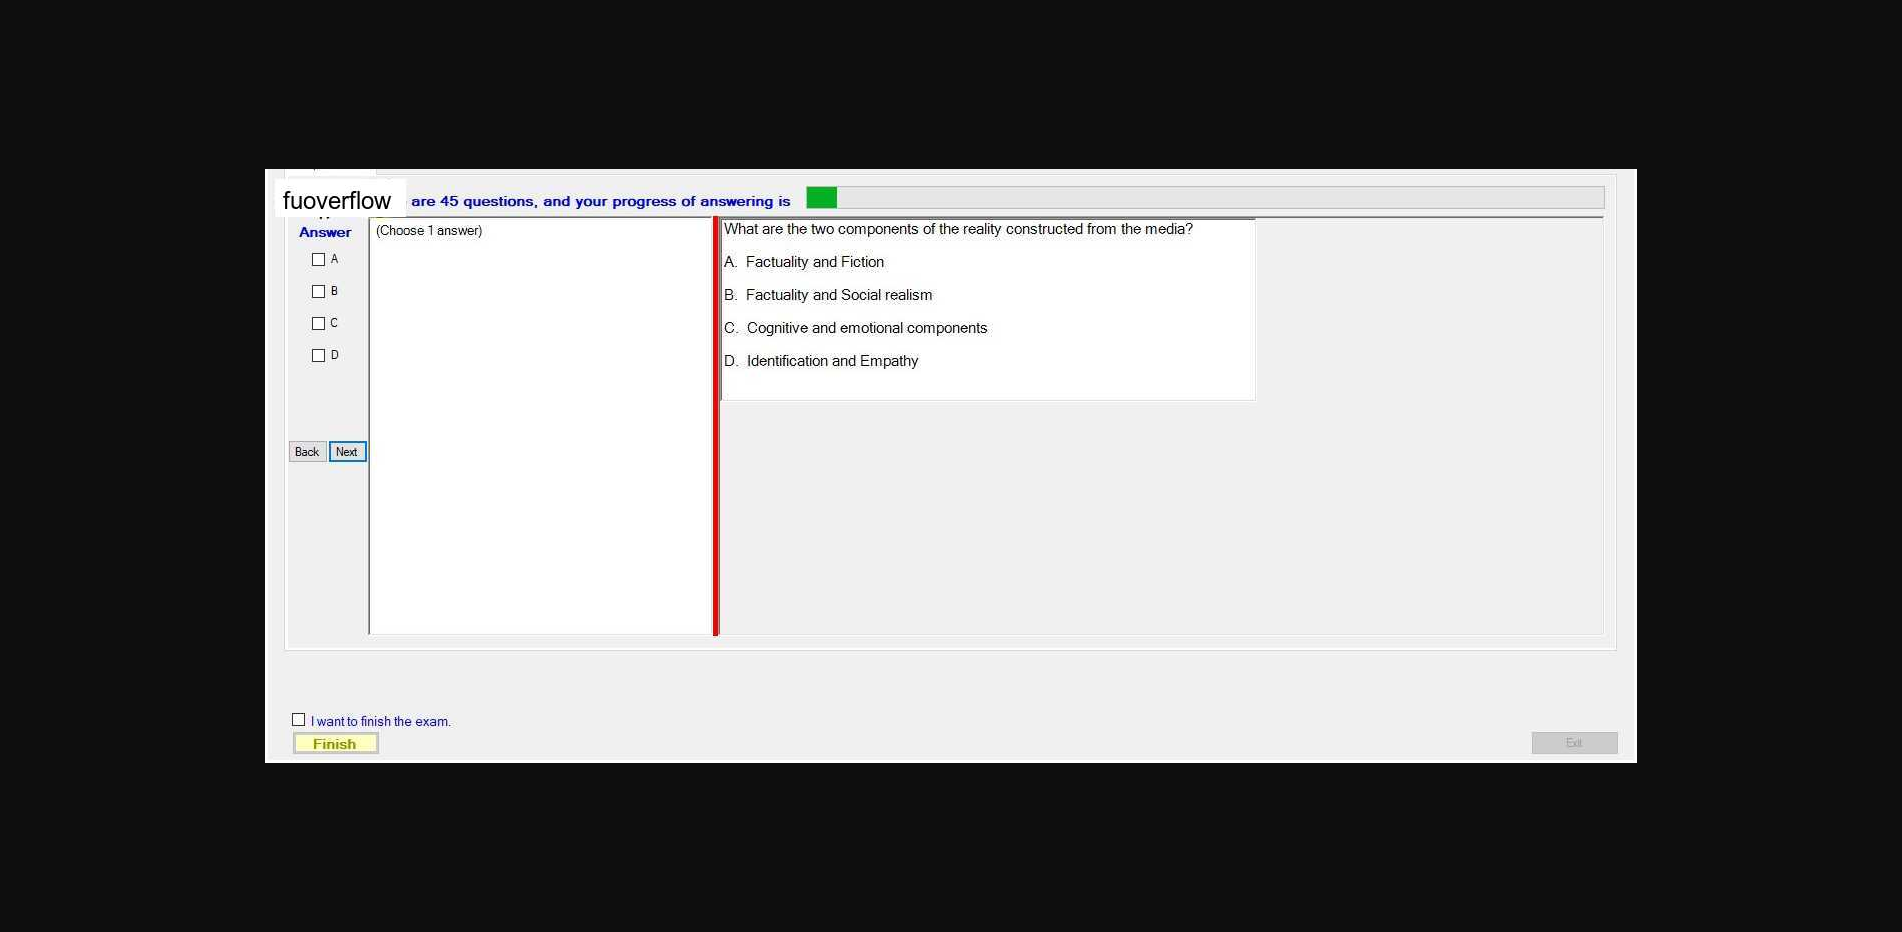 fuoverflow are 45 questions, and your progress of answering is
Answer
(Choose 1 answer)
A
B
C
D
Back Next
What are the two components of the reality constructed from the media?
A. Factuality and Fiction
B. Factuality and Social realism
C. Cognitive and emotional components
D. Identification and Empathy
I want to finish the exam.
Finish
Exit